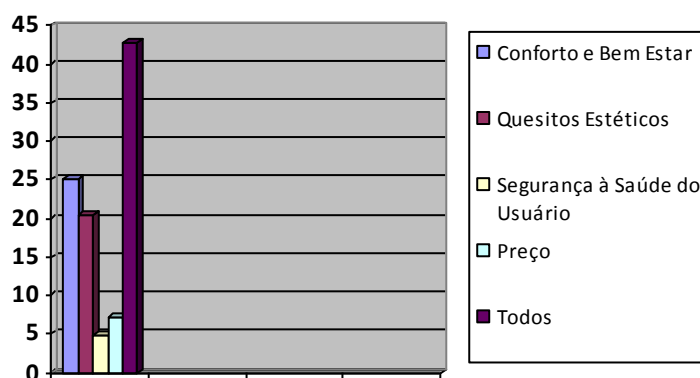 45
40
35
30
25
20
15
10
5
0
Conforto e Bem Estar
Quesitos Estéticos
Segurança à Saúde do
Usuário
Preço
Todos